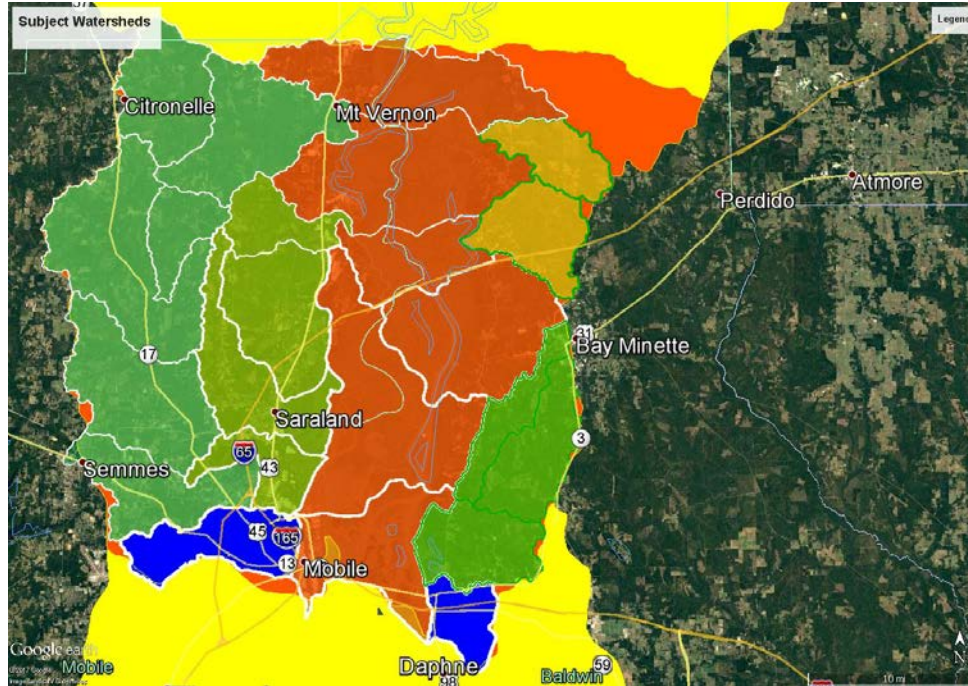 Subject Watersheds
Legend
Citronelle
Mt Vernon
Atmore
Perdido
31
Bay Minette
17
Saraland
3
65
43
Semmes
45
165
13
Mobile
Google earth
Mobile
Daphne
Baldwin
59
98
10 mi
N